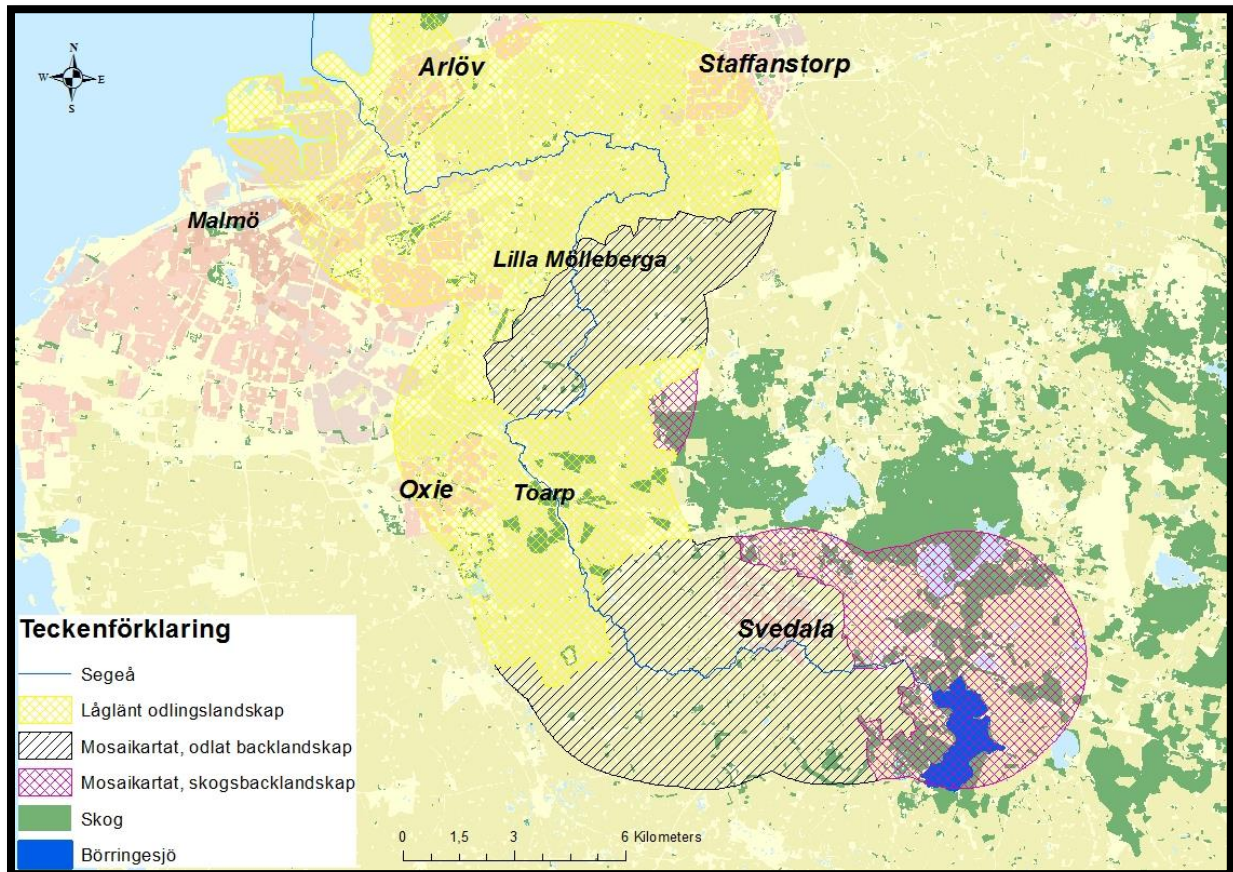 N
W E
S
Arlöv
Staffanstorp
Malmö
Lilla Mölleberga
Oxie
Toarp
Svedala
Teckenförklaring
Segeå
Låglänt odlingslandskap
Mosaikartat, odlat backlandskap
Mosaikartat, skogsbacklandskap
Skog
Börringesjö
0 1,5 3 6 Kilometers